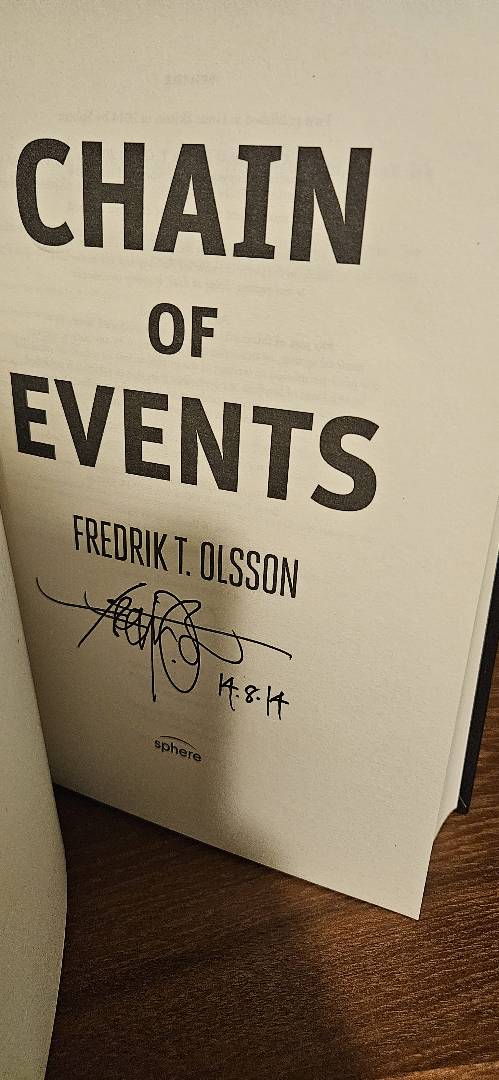 CHAIN
OF
EVENTS
FREDRIK T. OLSSON
14.8.14
sphere